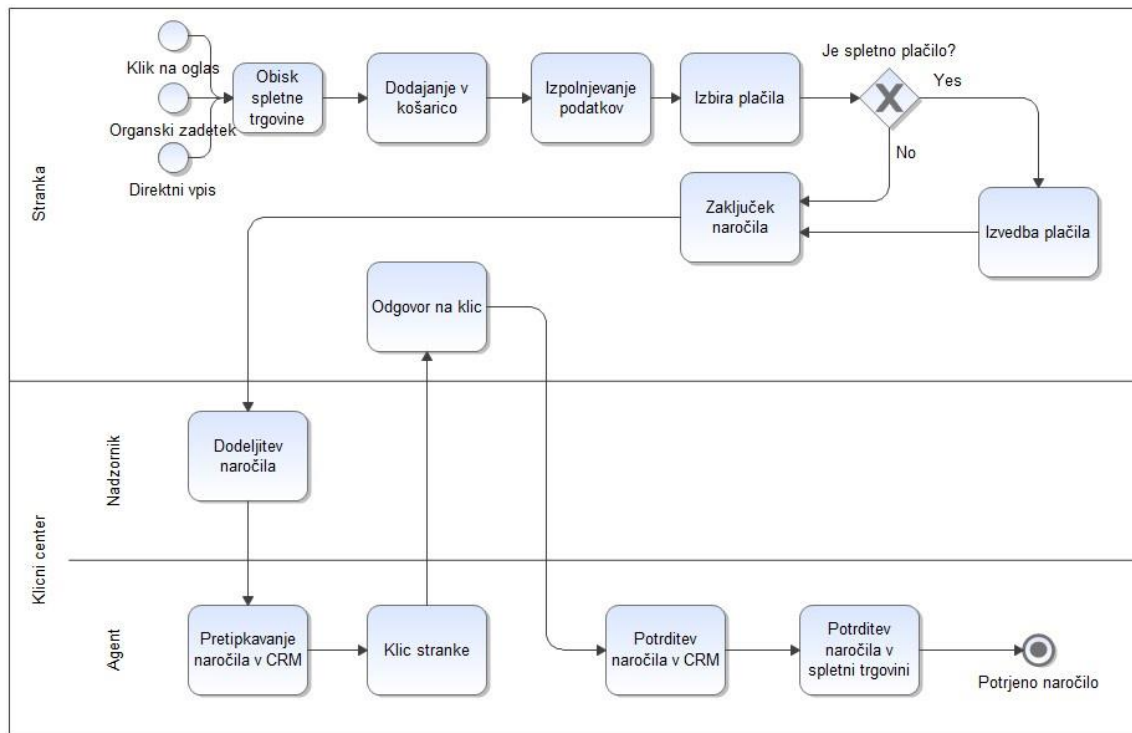 Stranka
Klik na oglas
Organski zadetek
Direktni vpis
Obisk
spletne
trgovine
Dodajanje v
košarico
Izpolnjevanje
podatkov
Izbira plačila
Je spletno plačilo?
Yes
No
Izvedba plačila
Zaključek
naročila
Odgovor na klic
Klicni center
Nadzornik
Dodeljitev
naročila
Agent
Pretipkavanje
naročila v CRM
Klic stranke
Potrditev
naročila v CRM
Potrditev
naročila v
spletni trgovini
Potrjeno naročilo